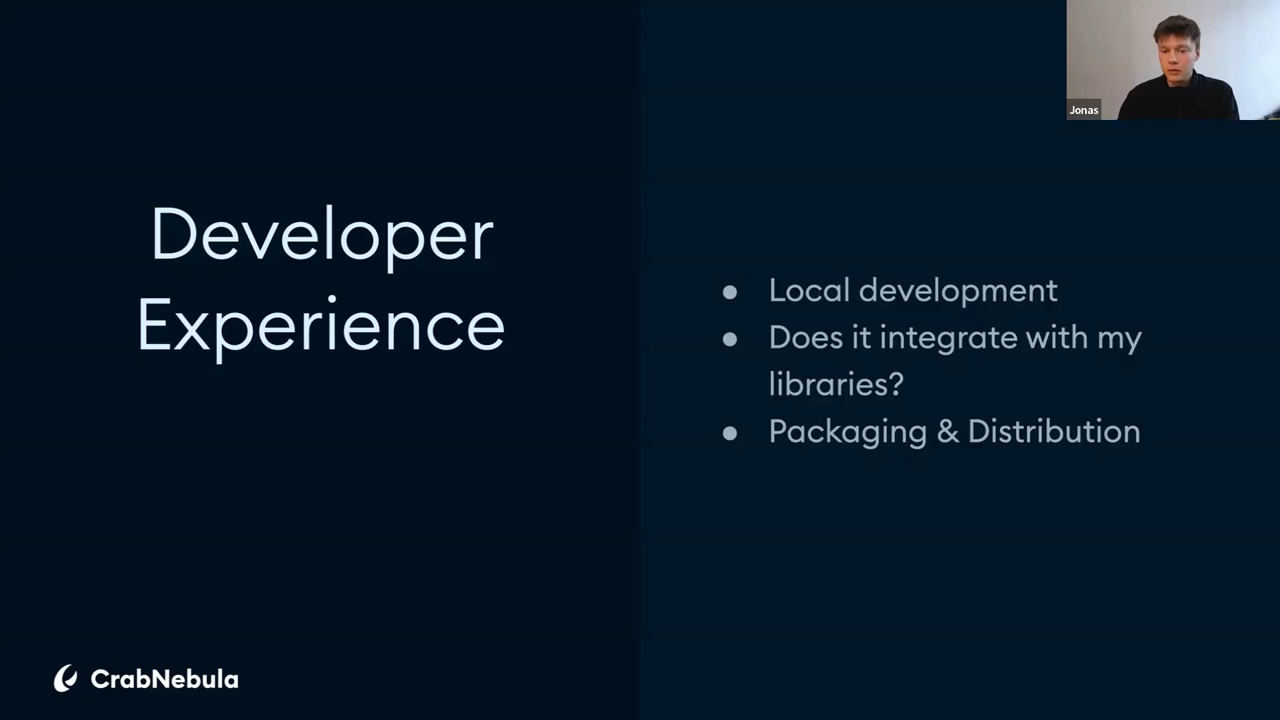 Jonas
Developer
Experience
● Local development
● Does it integrate with my
libraries?
● Packaging & Distribution
CrabNebula